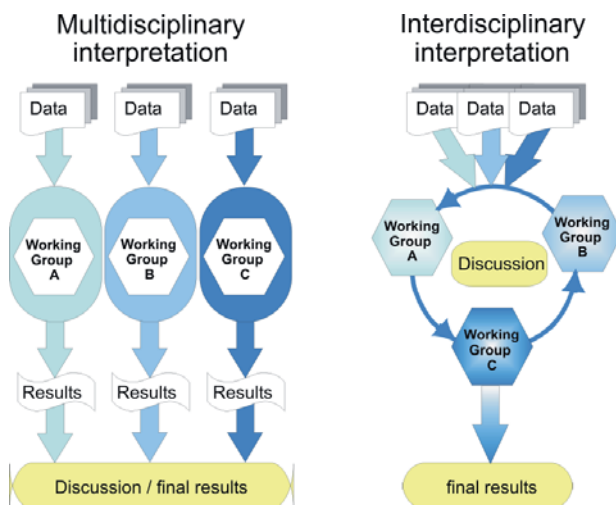 Multidisciplinary
interpretation
Data
Data
Data
Working
Group
A
Working
Group
B
Working
Group
C
Results
Results
Results
Discussion / final results
Interdisciplinary
interpretation
Data
Data
Data
Working
Group
A
Working
Group
B
Discussion
Working
Group
C
final results